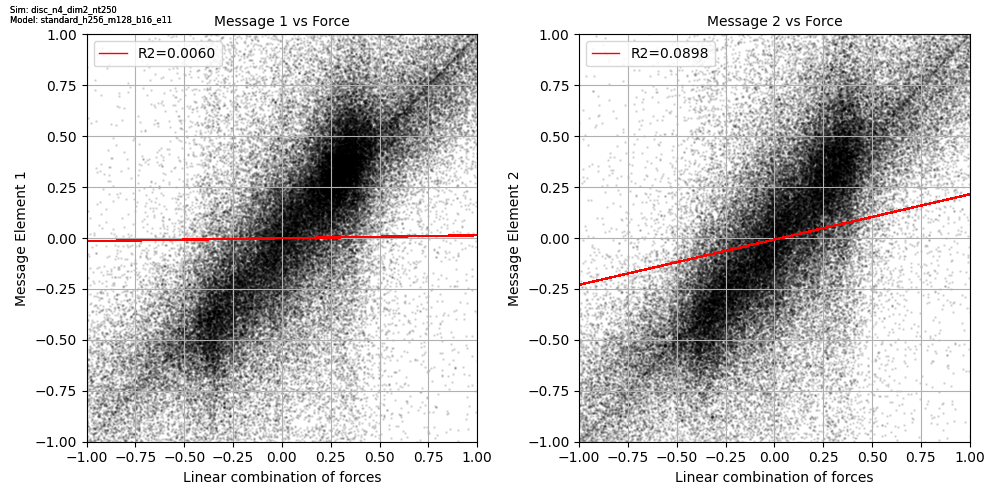 Sim: disc_n4_dim2_nt250
Model: standard_h256_m128_b16_e11
Message 1 vs Force
R2=0.0060
1.00
0.75
0.50
0.25
0.00
−0.25
−0.50
−0.75
−1.00
Message Element 1
−1.00 −0.75 −0.50 −0.25 0.00 0.25 0.50 0.75 1.00
Linear combination of forces
Message 2 vs Force
R2=0.0898
1.00
0.75
0.50
0.25
0.00
−0.25
−0.50
−0.75
−1.00
Message Element 2
−1.00 −0.75 −0.50 −0.25 0.00 0.25 0.50 0.75 1.00
Linear combination of forces